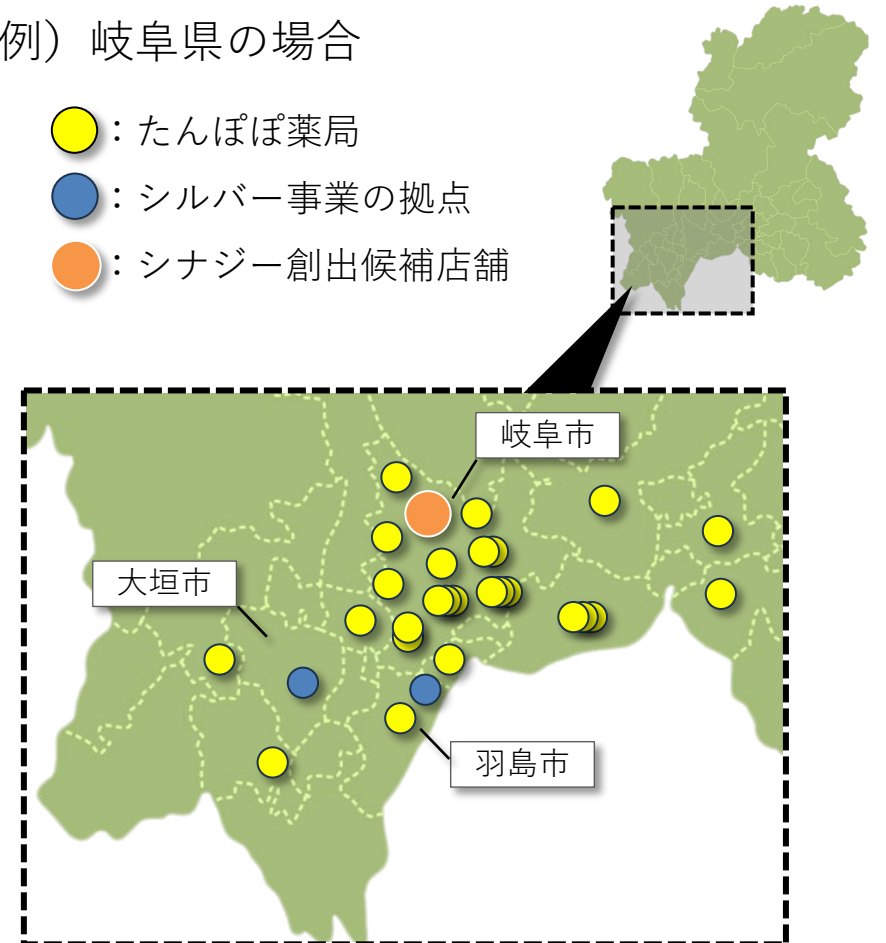 例）岐阜県の場合
：たんぽぽ薬局
：シルバー事業の拠点
：シナジー創出候補店舗
岐阜市
大垣市
羽島市